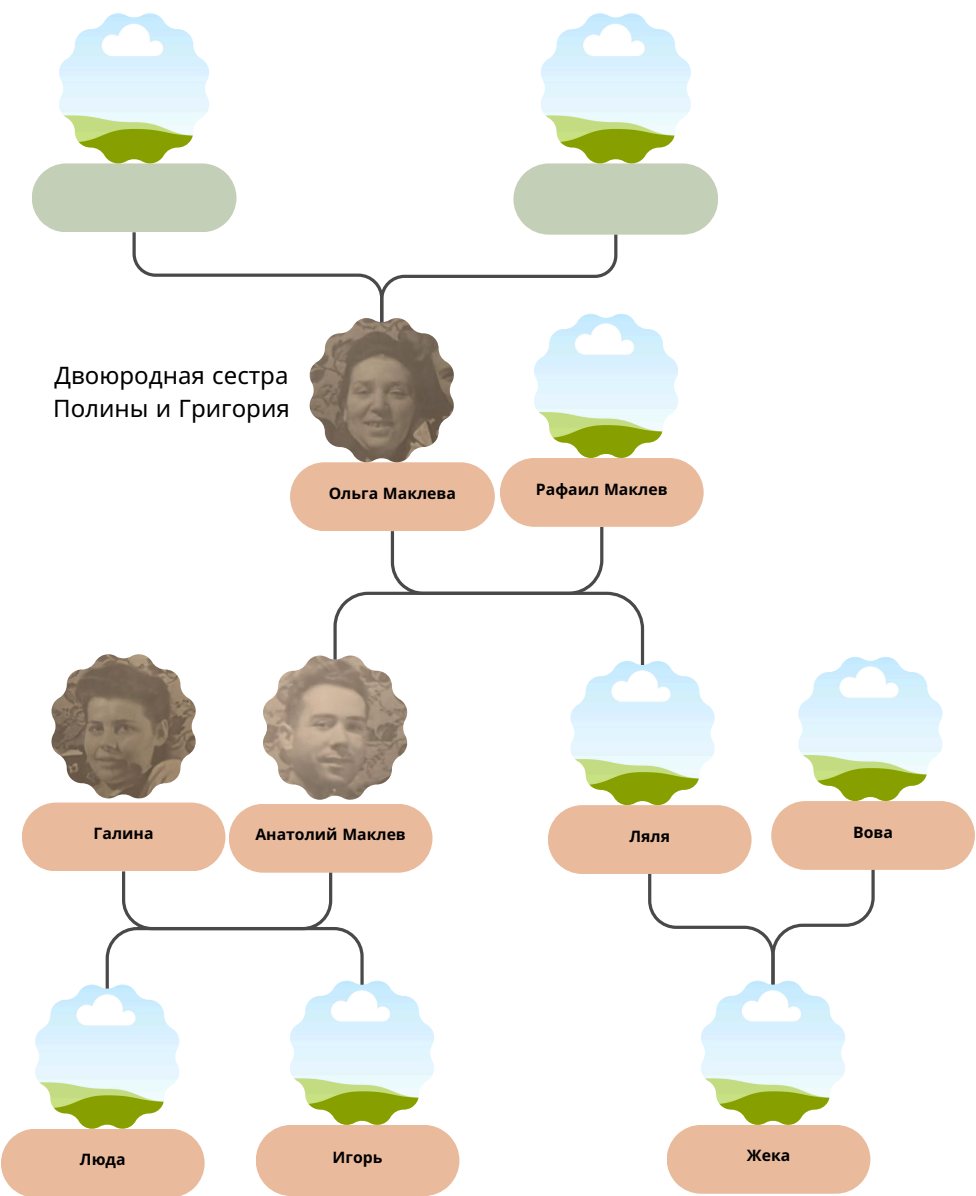 Двоюродная сестра
Полины и Григория
Ольга Маклева
Рафаил Маклев
Галина
Анатолий Маклев
Ляля
Вова
Люда
Игорь
Жека